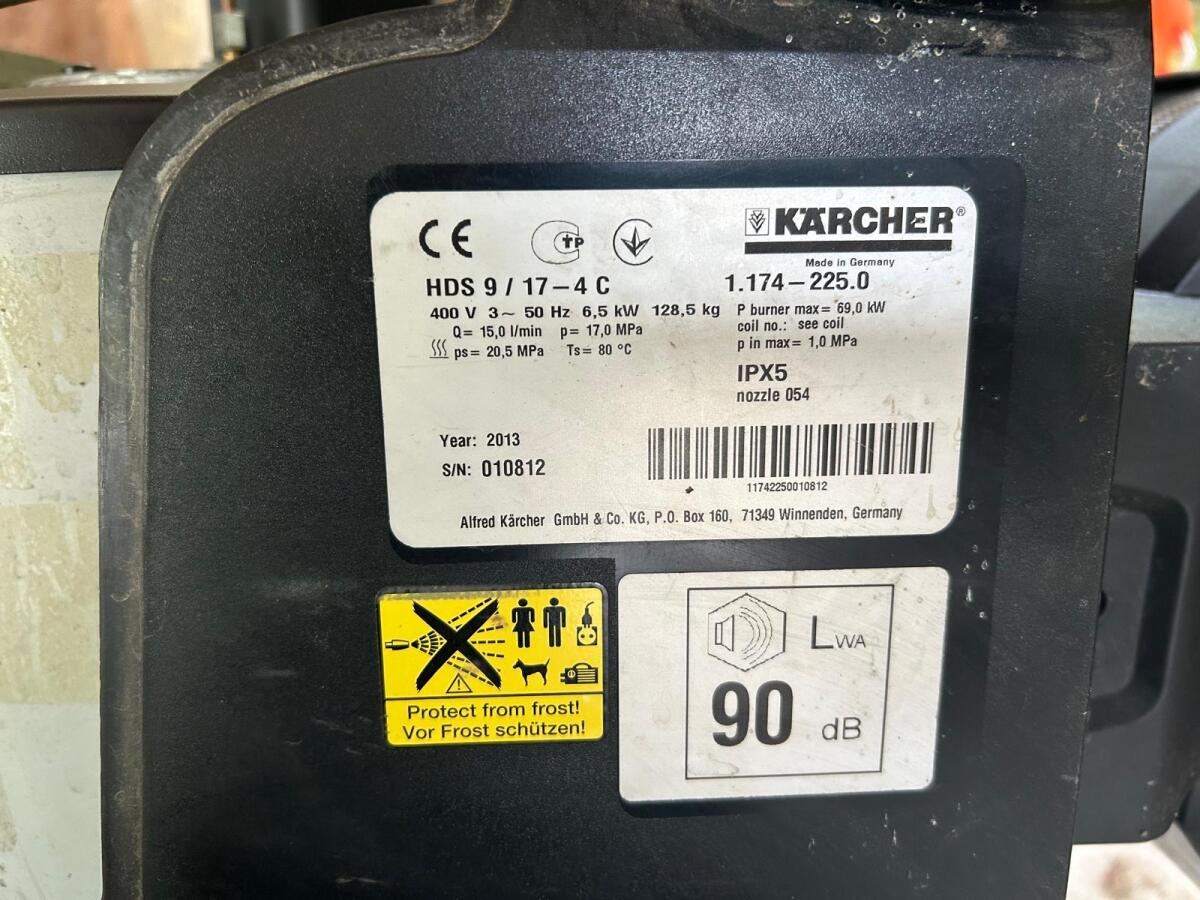 CE
TP
KÄRCHER®
Made in Germany
HDS 9 / 17–4 C 1.174–225.0
400 V 3~ 50 Hz 6,5 kW 128,5 kg P burner max= 69,0 kW
Q= 15,0 l/min p= 17,0 MPa coil no.: see coil
ps= 20,5 MPa Ts= 80 °C p in max= 1,0 MPa
IPX5
nozzle 054
Year: 2013
S/N: 010812
11742250010812
Alfred Kärcher GmbH & Co. KG, P.O. Box 160, 71349 Winnenden, Germany
Protect from frost!
Vor Frost schützen!
LWA
90 dB